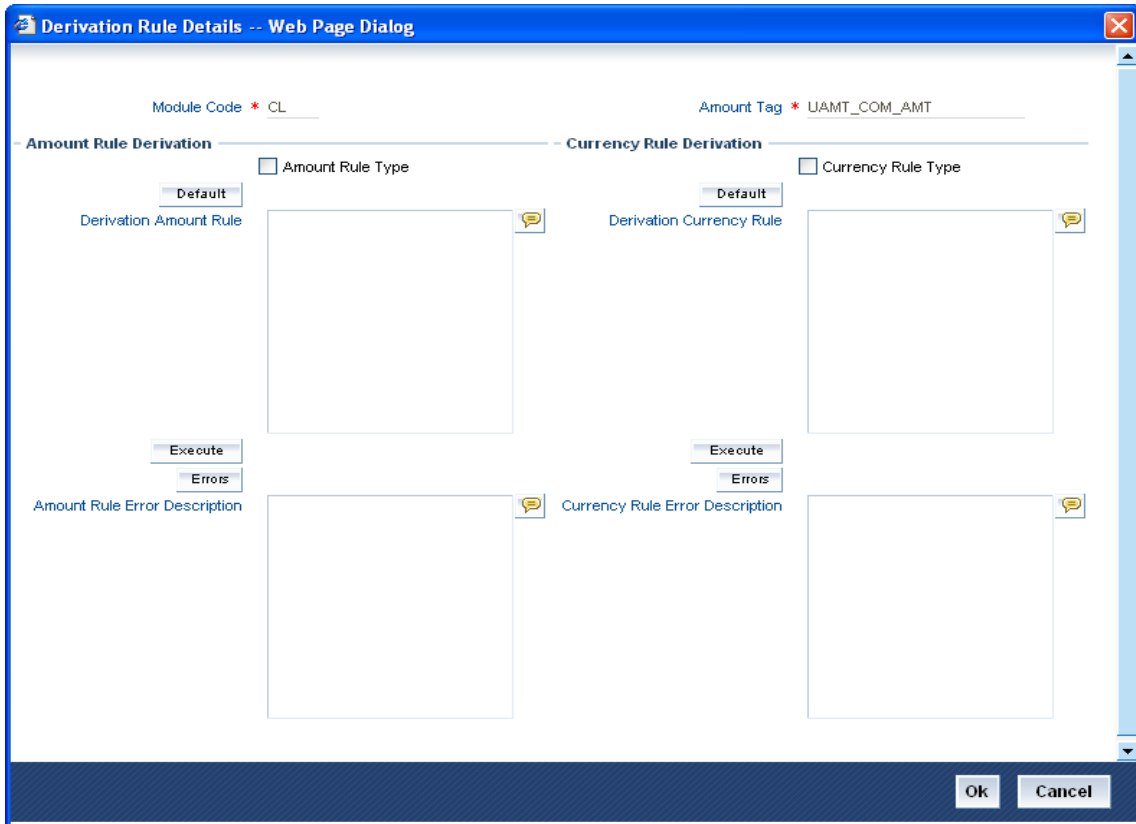 Derivation Rule Details -- Web Page Dialog
Module Code * CL
Amount Tag * UAMT_COM_AMT
Amount Rule Derivation
Amount Rule Type
Default
Derivation Amount Rule
Execute
Errors
Amount Rule Error Description
Currency Rule Derivation
Currency Rule Type
Default
Derivation Currency Rule
Execute
Errors
Currency Rule Error Description
Ok
Cancel